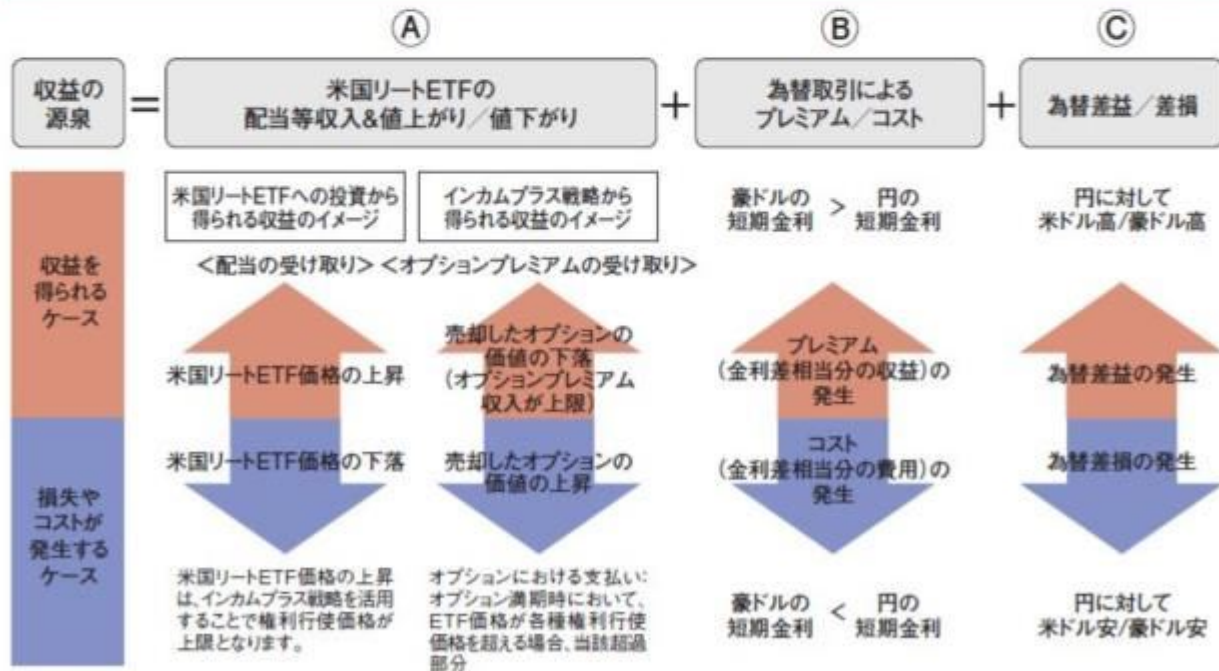 Ⓐ
Ⓑ
Ⓒ
収益の
源泉
=
米国リートETFの
配当等収入&値上がり／値下がり
+
為替取引による
プレミアム／コスト
+
為替差益／差損
収益を
得られる
ケース
米国リートETFへの投資から
得られる収益のイメージ
インカムプラス戦略から
得られる収益のイメージ
＜配当の受け取り＞
＜オプションプレミアムの受け取り＞
米国リートETF価格の上昇
売却したオプションの
価値の下落
(オプションプレミアム
収入が上限)
豪ドルの
短期金利
>
円の
短期金利
プレミアム
(金利差相当分の収益)の
発生
円に対して
米ドル高/豪ドル高
為替差益の発生
損失や
コストが
発生する
ケース
米国リートETF価格の下落
売却したオプションの
価値の上昇
米国リートETF価格の上昇
は、インカムプラス戦略を活用
することで権利行使価格が
上限となります。
オプションにおける支払い：
オプション満期時において、
ETF価格が各種権利行使
価格を超える場合、当該超過
部分
コスト
(金利差相当分の費用)の
発生
豪ドルの
短期金利
<
円の
短期金利
為替差損の発生
円に対して
米ドル安/豪ドル安